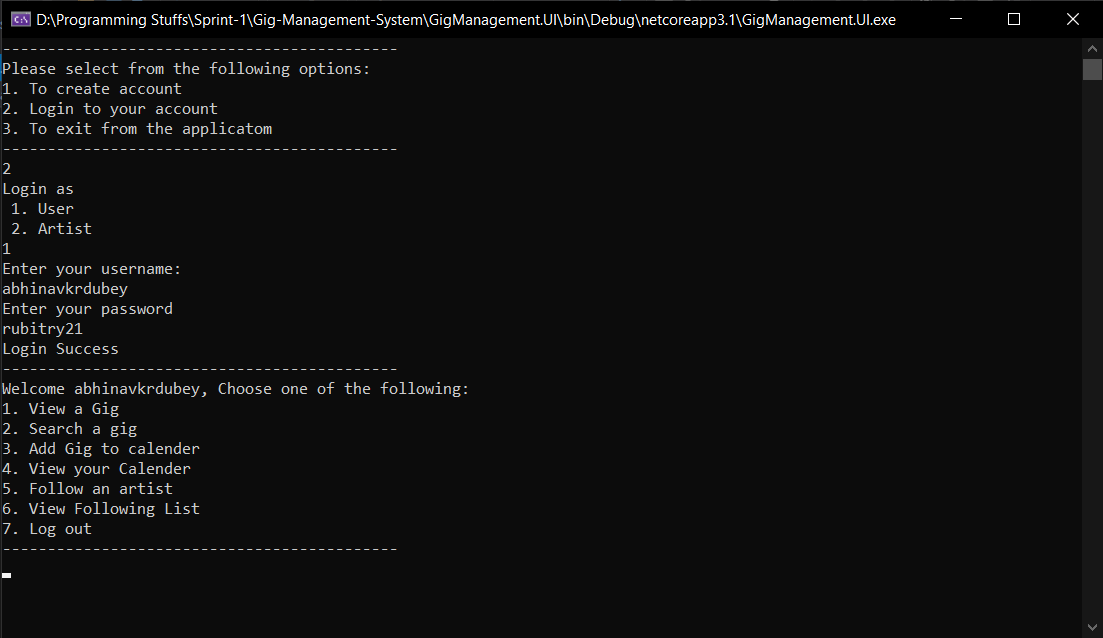 D:\Programming Stuffs\Sprint-1\Gig-Management-System\GigManagement.UI\bin\Debug\netcoreapp3.1\GigManagement.UI.exe
--------------------------------------------
Please select from the following options:
1. To create account
2. Login to your account
3. To exit from the applicatom
--------------------------------------------
2
Login as
 1. User
 2. Artist
1
Enter your username:
abhinavkrdubey
Enter your password
rubitry21
Login Success
--------------------------------------------
Welcome abhinavkrdubey, Choose one of the following:
1. View a Gig
2. Search a gig
3. Add Gig to calender
4. View your Calender
5. Follow an artist
6. View Following List
7. Log out
--------------------------------------------